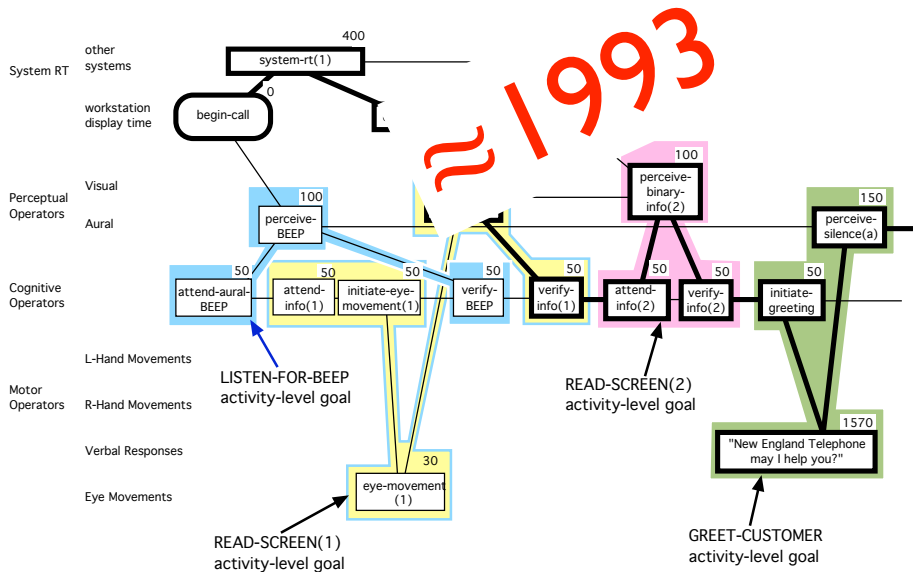 ≈1993
400
other
systems
System RT
system-rt(1)
0
workstation
display time
begin-call
Perceptual
Operators
Visual
Aural
100
perceive-
BEEP
100
perceive-
binary-
info(2)
150
perceive-
silence(a)
Cognitive
Operators
50
attend-aural-
BEEP
attend-
info(1)
50
initiate-eye-
movement(1)
50
verify-
BEEP
50
verify-
info(1)
50
attend-
info(2)
50
verify-
info(2)
50
initiate-
greeting
50
L-Hand Movements
LISTEN-FOR-BEEP
activity-level goal
READ-SCREEN(2)
activity-level goal
Motor
Operators
R-Hand Movements
Verbal Responses
1570
"New England Telephone
may I help you?"
Eye Movements
30
eye-movement
(1)
READ-SCREEN(1)
activity-level goal
GREET-CUSTOMER
activity-level goal